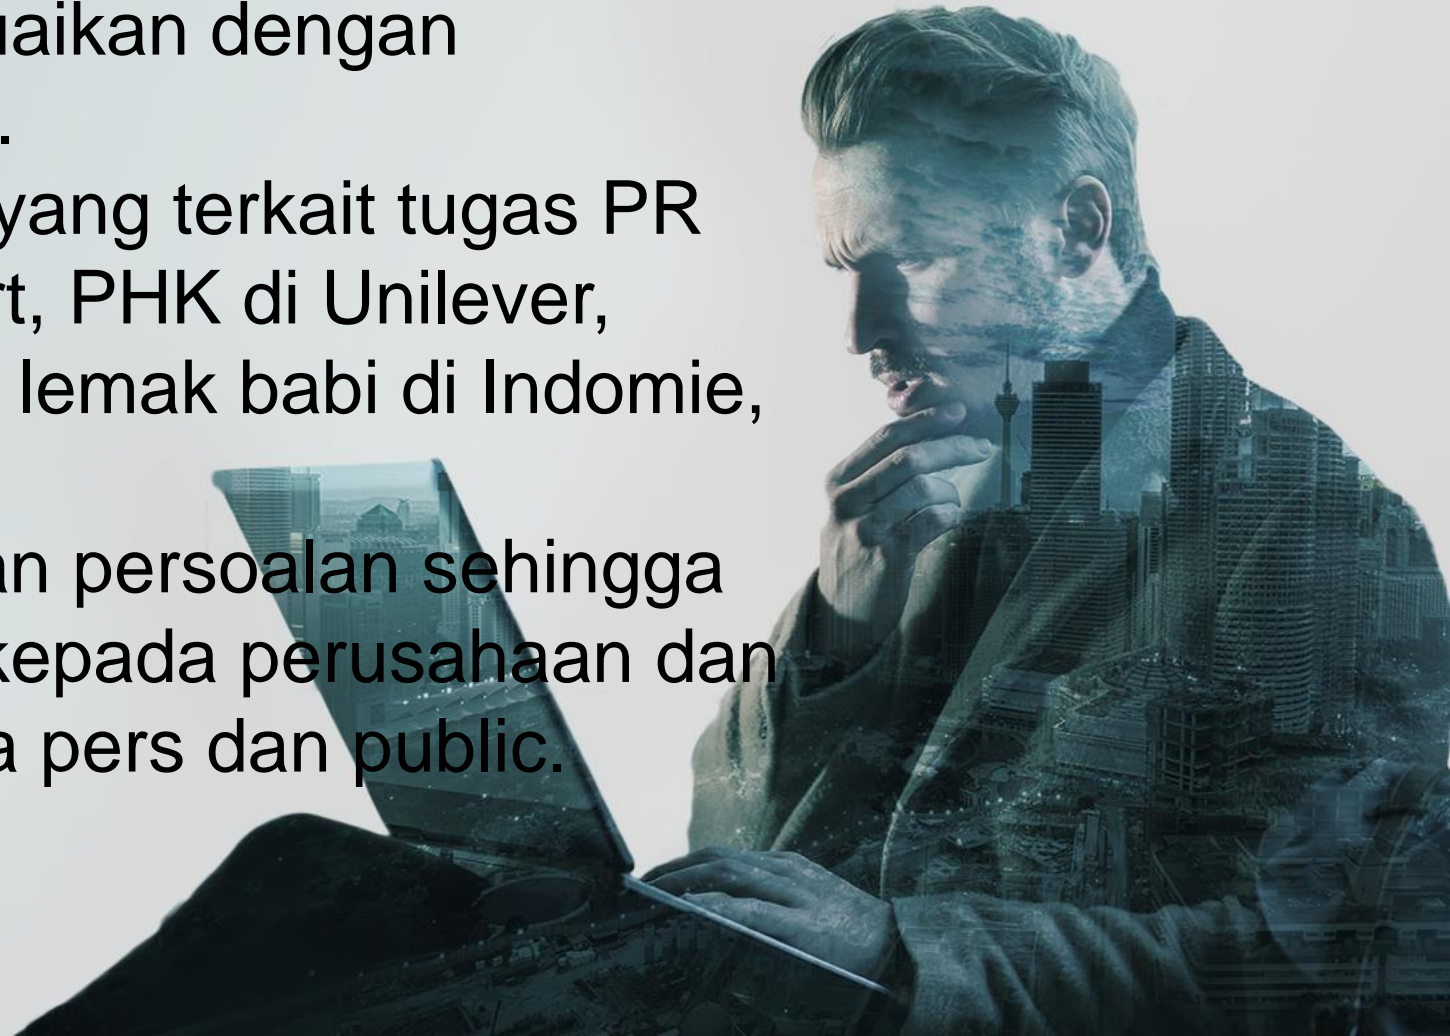 uaikan dengan
.
yang terkait tugas PR
rt, PHK di Unilever,
lemak babi di Indomie,
an persoalan sehingga
kepada perusahaan dan
a pers dan public.